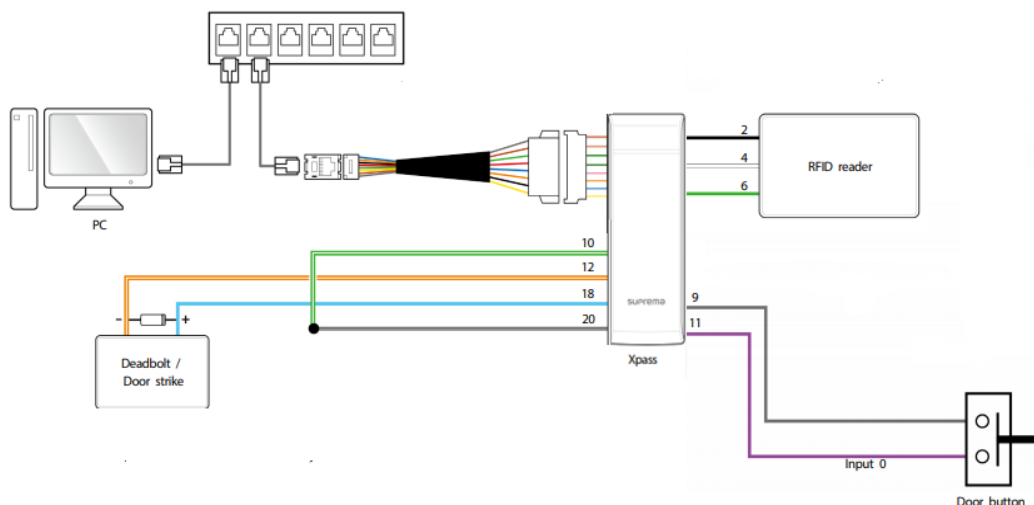 PC
2
4
6
RFID reader
10
12
18
20
suprema
9
11
Xpass
-
+
Deadbolt /
Door strike
Input 0
Door button